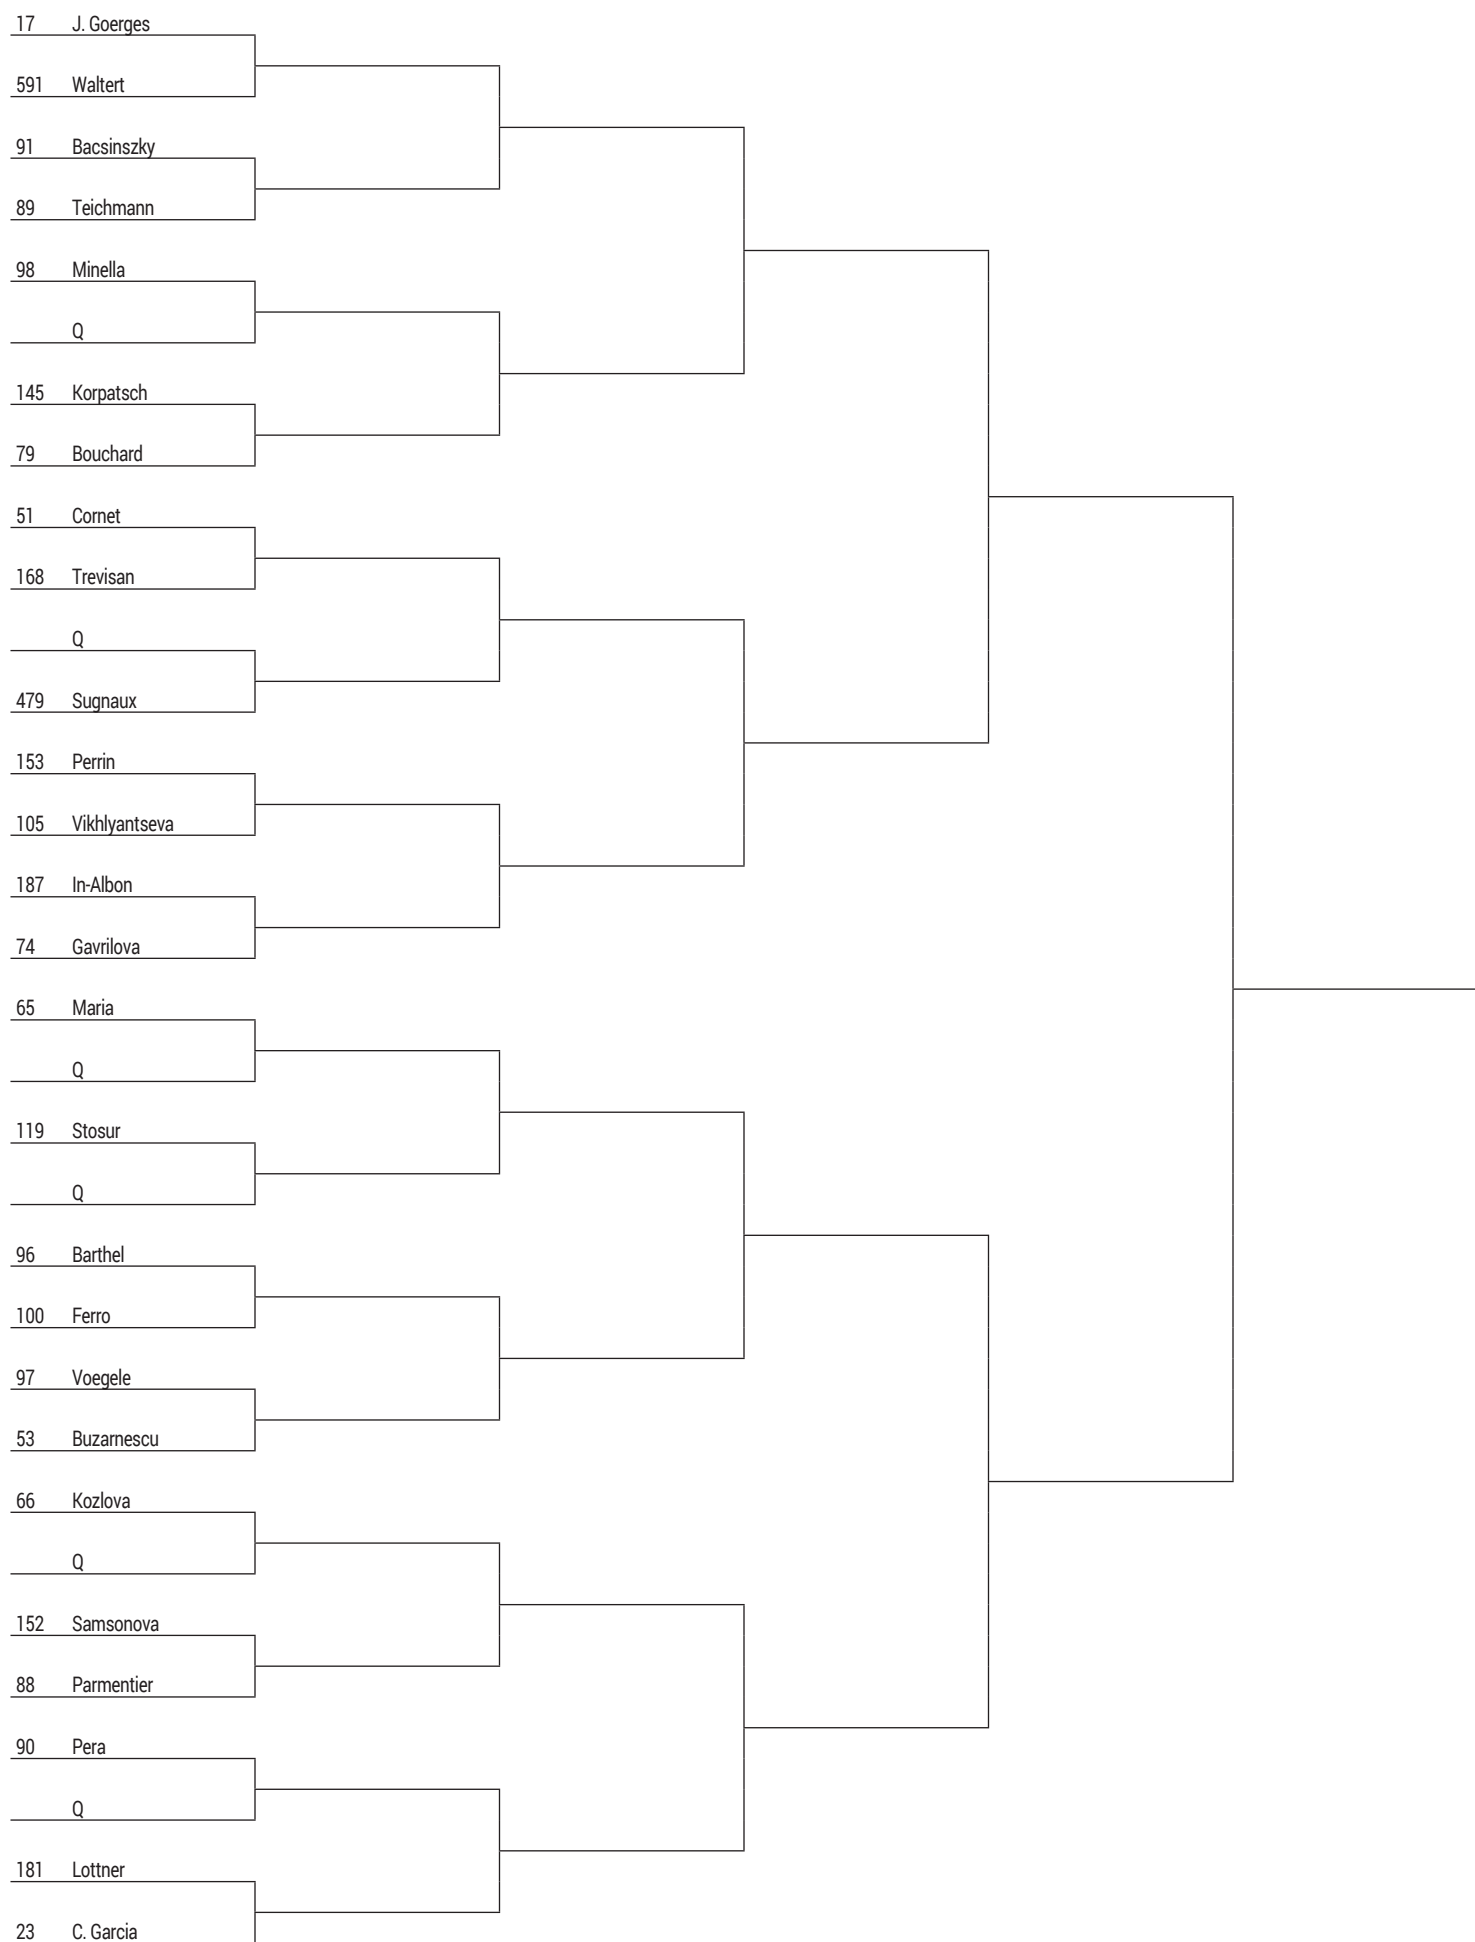 17 J. Goerges
591 Waltert
91 Bacsinszky
89 Teichmann
98 Minella
Q
145 Korpatsch
79 Bouchard
51 Cornet
168 Trevisan
Q
479 Sugnaux
153 Perrin
105 Vikhlyantseva
187 In-Albon
74 Gavrilova
65 Maria
Q
119 Stosur
Q
96 Barthel
100 Ferro
97 Voegele
53 Buzarnescu
66 Kozlova
Q
152 Samsonova
88 Parmentier
90 Pera
Q
181 Lottner
23 C. Garcia